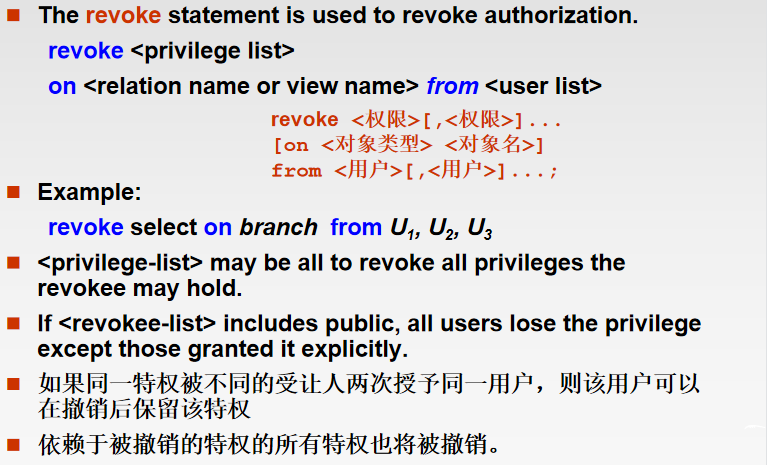 The revoke statement is used to revoke authorization.
revoke <privilege list>
on <relation name or view name> from <user list>
revoke <权限>[,<权限>]...
[on <对象类型> <对象名>]
from <用户>[,<用户>]...;
Example:
revoke select on branch from U1, U2, U3
<privilege-list> may be all to revoke all privileges the
revokee may hold.
If <revokee-list> includes public, all users lose the privilege
except those granted it explicitly.
如果同一特权被不同的受让人两次授予同一用户，则该用户可以
在撤销后保留该特权
依赖于被撤销的特权的所有特权也将被撤销。